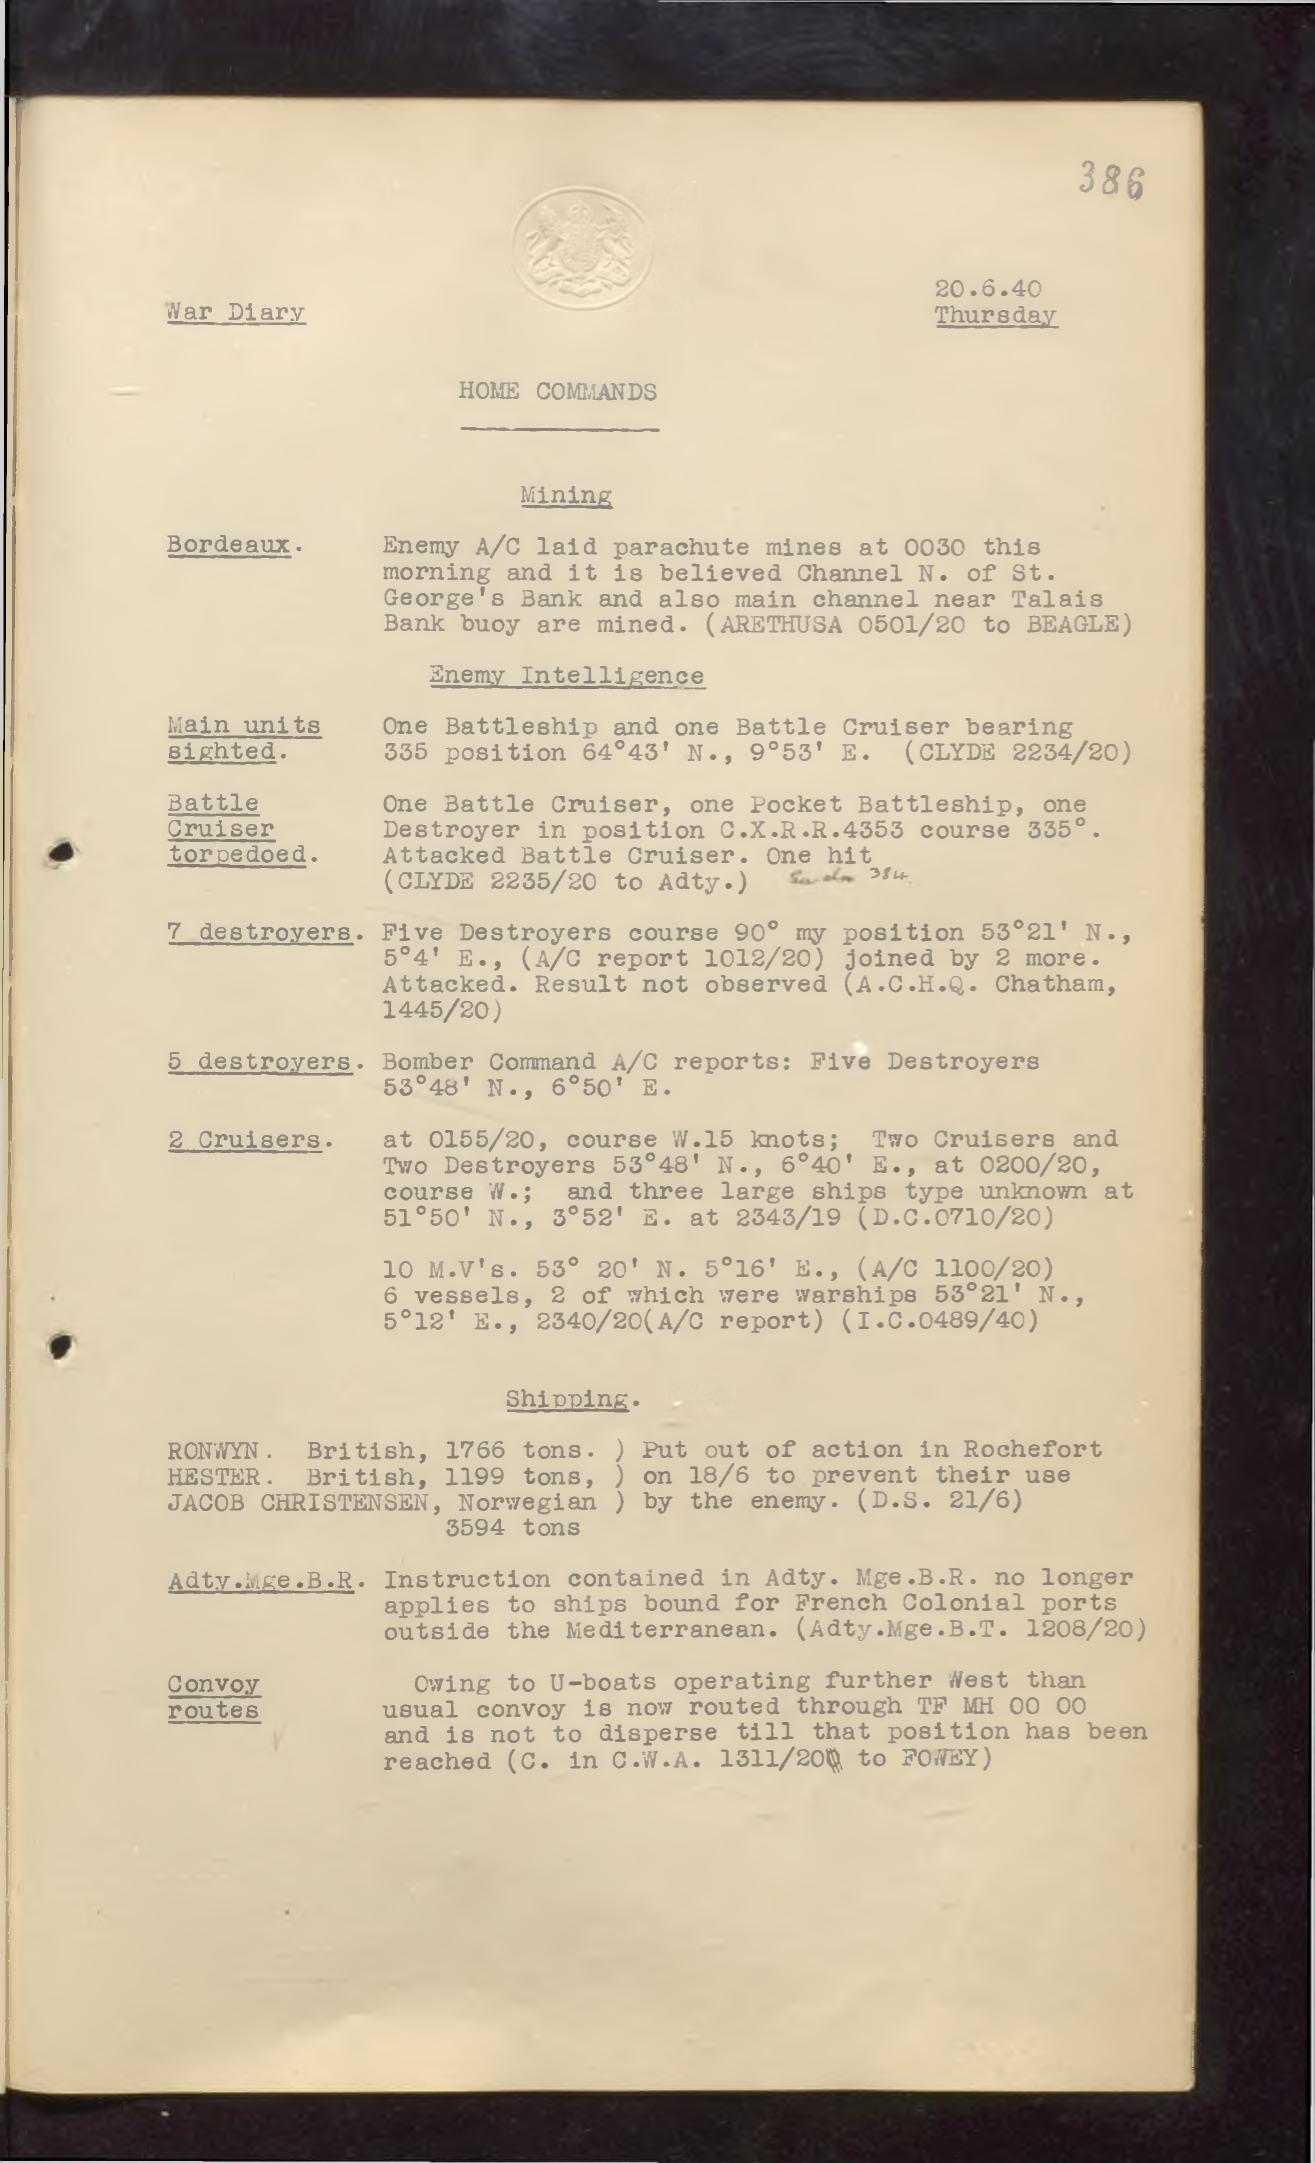 386
20.6.40
War Diary Thursday
HOME COMMANDS
Mining
Bordeaux. Enemy A/C laid parachute mines at 0030 this
morning and it is believed Channel N. of St.
George's Bank and also main channel near Talais
Bank buoy are mined. (ARETHUSA 0501/20 to BEAGLE)
Enemy Intelligence
Main units One Battleship and one Battle Cruiser bearing
sighted. 335 position 64°43' N., 9°53' E. (CLYDE 2234/20)
Battle One Battle Cruiser, one Pocket Battleship, one
Cruiser Destroyer in position C.X.R.R.4353 course 335°.
torpedoed. Attacked Battle Cruiser. One hit
(CLYDE 2235/20 to Adty.) 384
7 destroyers. Five Destroyers course 90° my position 53°21' N.,
5°4' E., (A/C report 1012/20) joined by 2 more.
Attacked. Result not observed (A.C.H.Q. Chatham,
1445/20)
5 destroyers. Bomber Command A/C reports: Five Destroyers
53°48' N., 6°50' E.
2 Cruisers. at 0155/20, course W.15 knots; Two Cruisers and
Two Destroyers 53°48' N., 6°40' E., at 0200/20,
course W.; and three large ships type unknown at
51°50' N., 3°52' E. at 2343/19 (D.C.0710/20)
10 M.V's. 53° 20' N. 5°16' E., (A/C 1100/20)
6 vessels, 2 of which were warships 53°21' N.,
5°12' E., 2340/20(A/C report) (I.C.0489/40)
Shipping.
RONWYN. British, 1766 tons. ) Put out of action in Rochefort
HESTER. British, 1199 tons, ) on 18/6 to prevent their use
JACOB CHRISTENSEN, Norwegian ) by the enemy. (D.S. 21/6)
3594 tons
Adty.Mge.B.R. Instruction contained in Adty. Mge.B.R. no longer
applies to ships bound for French Colonial ports
outside the Mediterranean. (Adty.Mge.B.T. 1208/20)
Convoy Owing to U-boats operating further West than
routes usual convoy is now routed through TF MH 00 00
and is not to disperse till that position has been
reached (C. in C.W.A. 1311/20 to FOWEY)